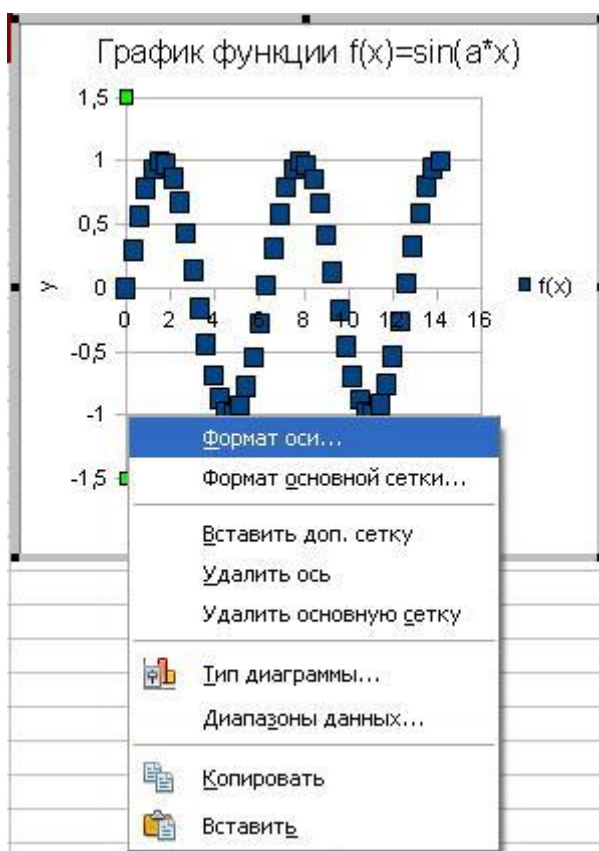 График функции f(x)=sin(a*x)
1,5
1
0,5
0
-0,5
-1
-1,5
y
0 2 4 6 8 10 12 14 16
f(x)
Формат оси...
Формат основной сетки...
Вставить доп. сетку
Удалить ось
Удалить основную сетку
Тип диаграммы...
Диапазоны данных...
Копировать
Вставить